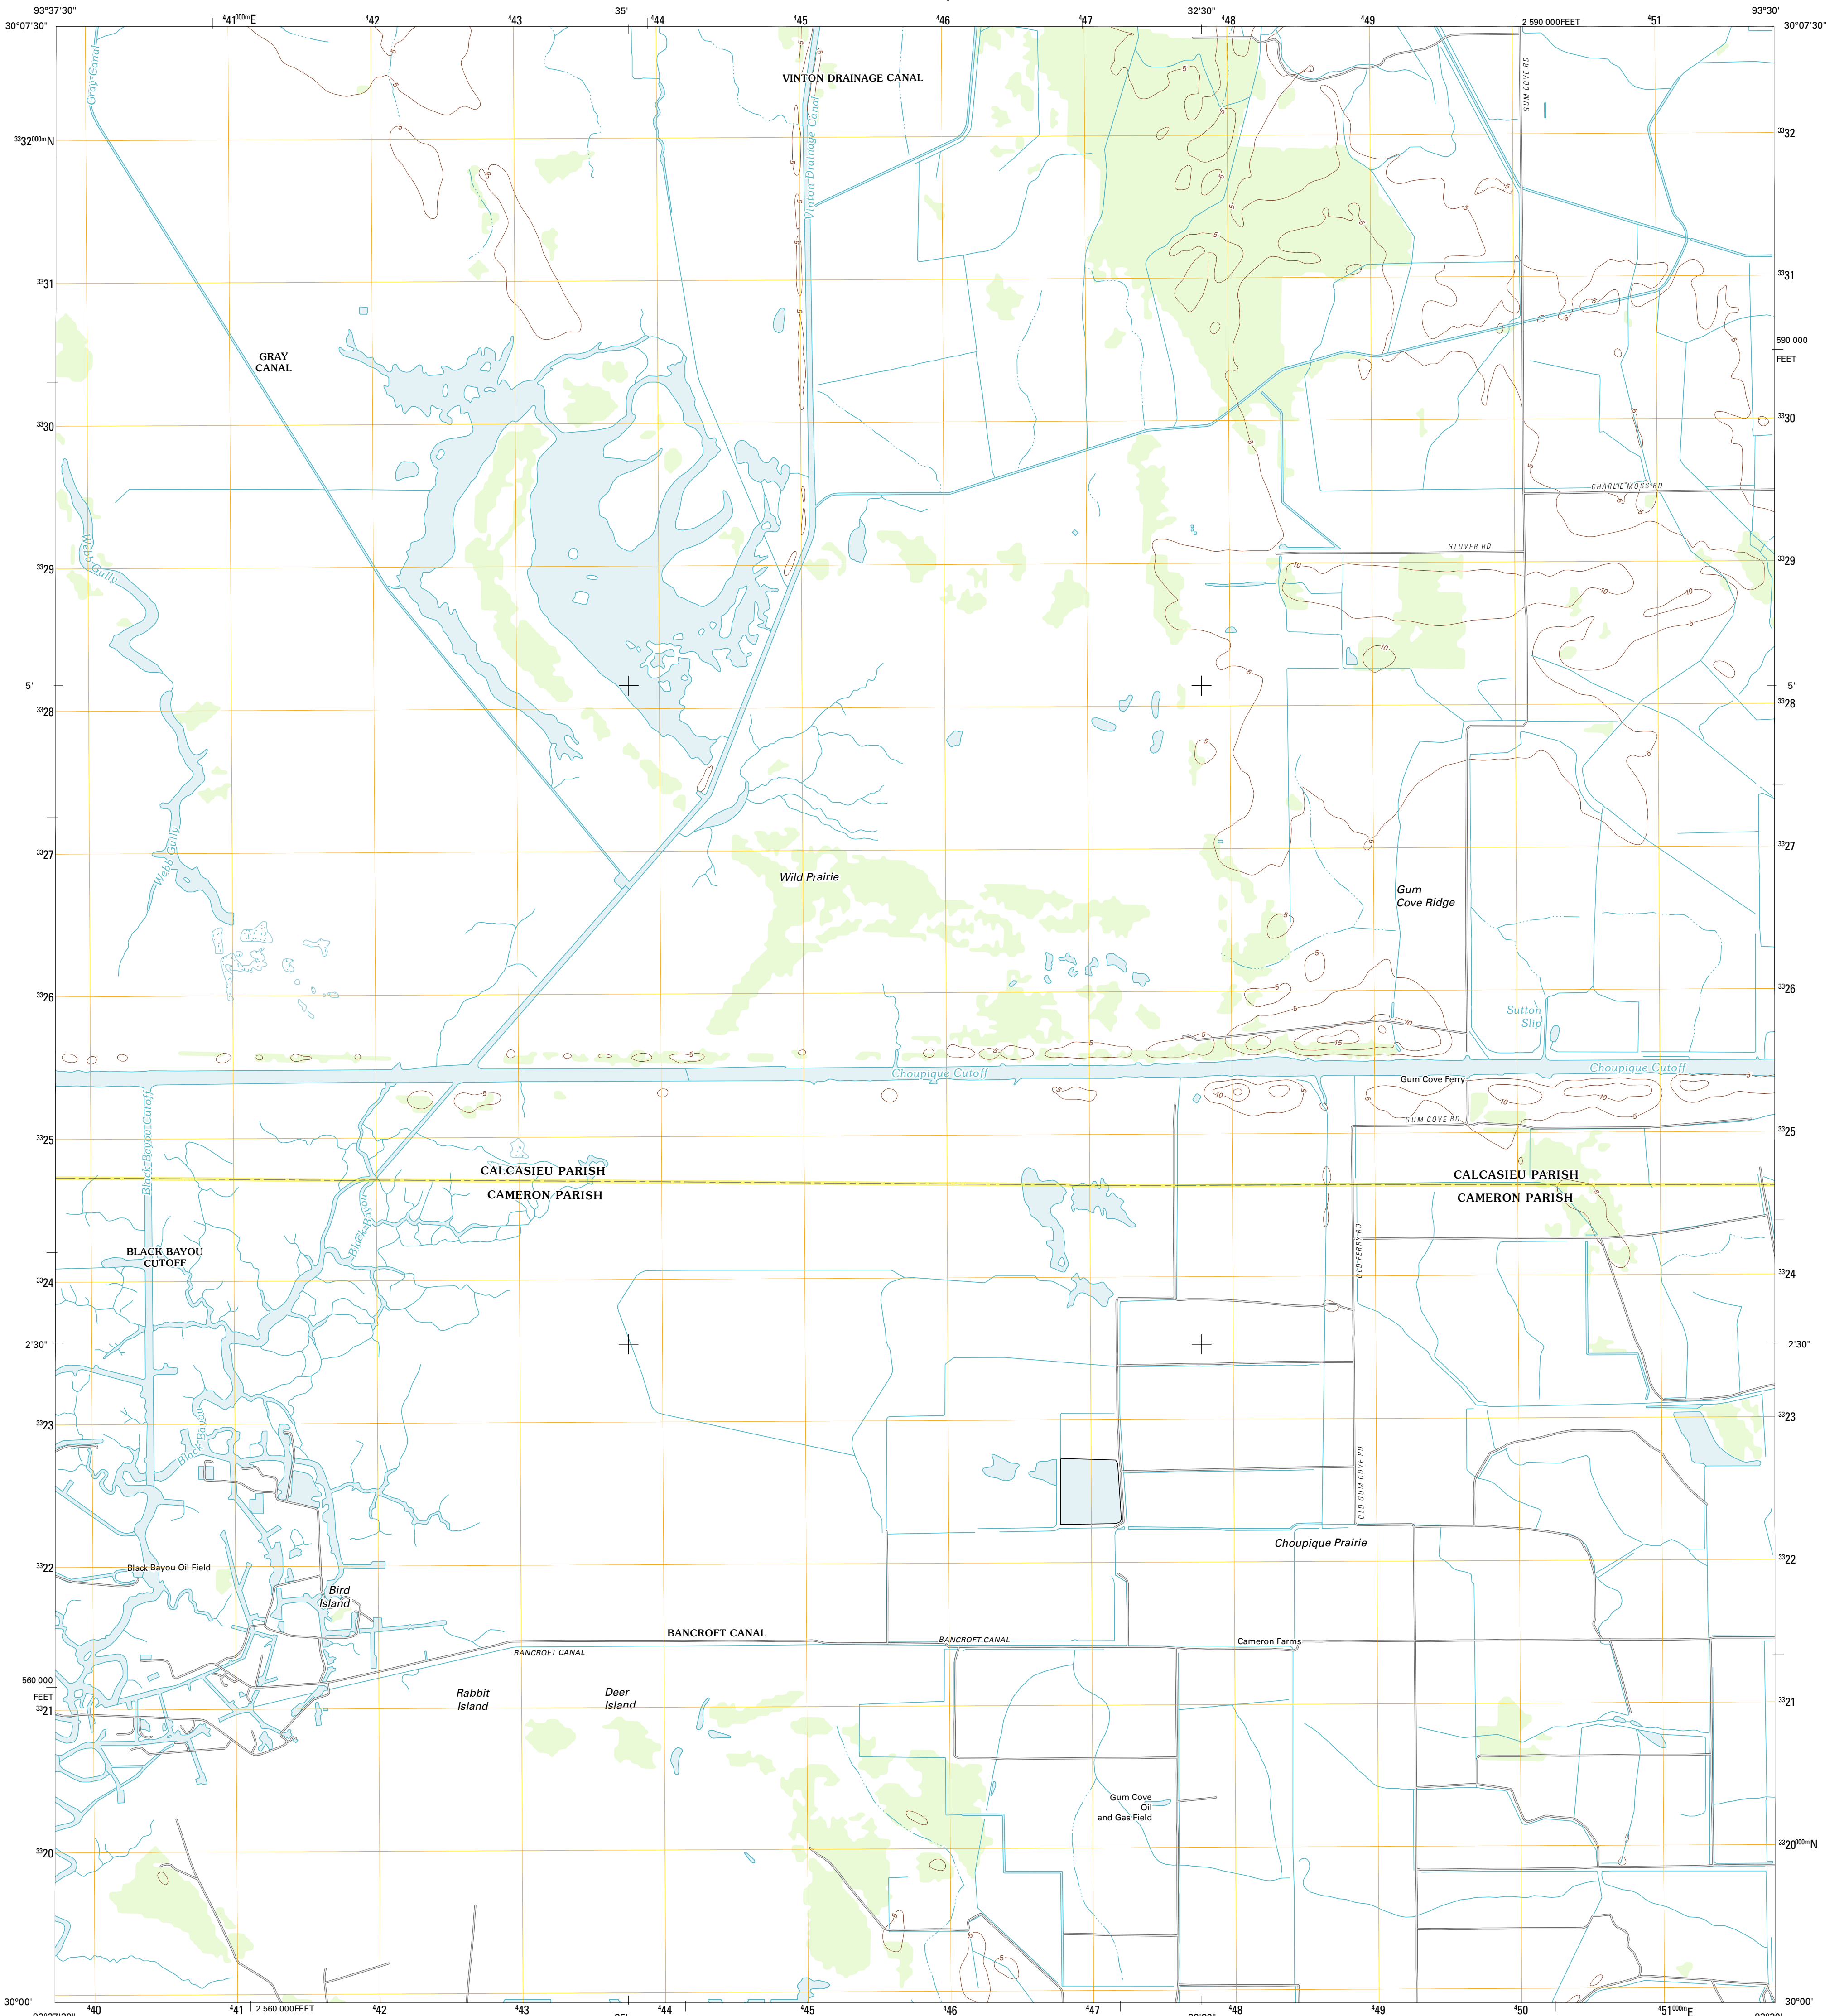 93°37'30"
⁴41⁰⁰⁰ᵐE
⁴42
⁴43
35'
⁴44
⁴45
⁴46
⁴47
32'30"
⁴48
⁴49
2 590 000FEET
⁴51
93°30'
30°07'30"
30°07'30"
Gray Canal
VINTON DRAINAGE CANAL
Vinton Drainage Canal
GUM COVE RD
³³32⁰⁰⁰ᵐN
³³32
³³31
³³31
590 000
FEET
GRAY
CANAL
³³30
³³30
CHARLIE MOSS RD
GLOVER RD
Webb Gully
³³29
³³29
5'
5'
³³28
³³28
Webb Gully
³³27
³³27
Wild Prairie
Gum
Cove Ridge
³³26
³³26
Sutton
Slip
Choupique Cutoff
Choupique Cutoff
Gum Cove Ferry
GUM COVE RD
Black Bayou Cutoff
³³25
³³25
CALCASIEU PARISH
CAMERON PARISH
CALCASIEU PARISH
CAMERON PARISH
Black Bayou
OLD FERRY RD
BLACK BAYOU
CUTOFF
³³24
³³24
2'30"
2'30"
³³23
³³23
Black Bayou
OLD GUM COVE RD
Choupique Prairie
³³22
³³22
Black Bayou Oil Field
Bird
Island
BANCROFT CANAL
BANCROFT CANAL
BANCROFT CANAL
Cameron Farms
560 000
FEET
³³21
³³21
Rabbit
Island
Deer
Island
Gum Cove
Oil
and Gas Field
³³20
³³20⁰⁰⁰ᵐN
30°00'
30°00'
⁴40
⁴41
2 560 000FEET
⁴42
⁴43
⁴44
⁴45
⁴46
⁴47
⁴48
⁴49
⁴50
⁴51⁰⁰⁰ᵐE